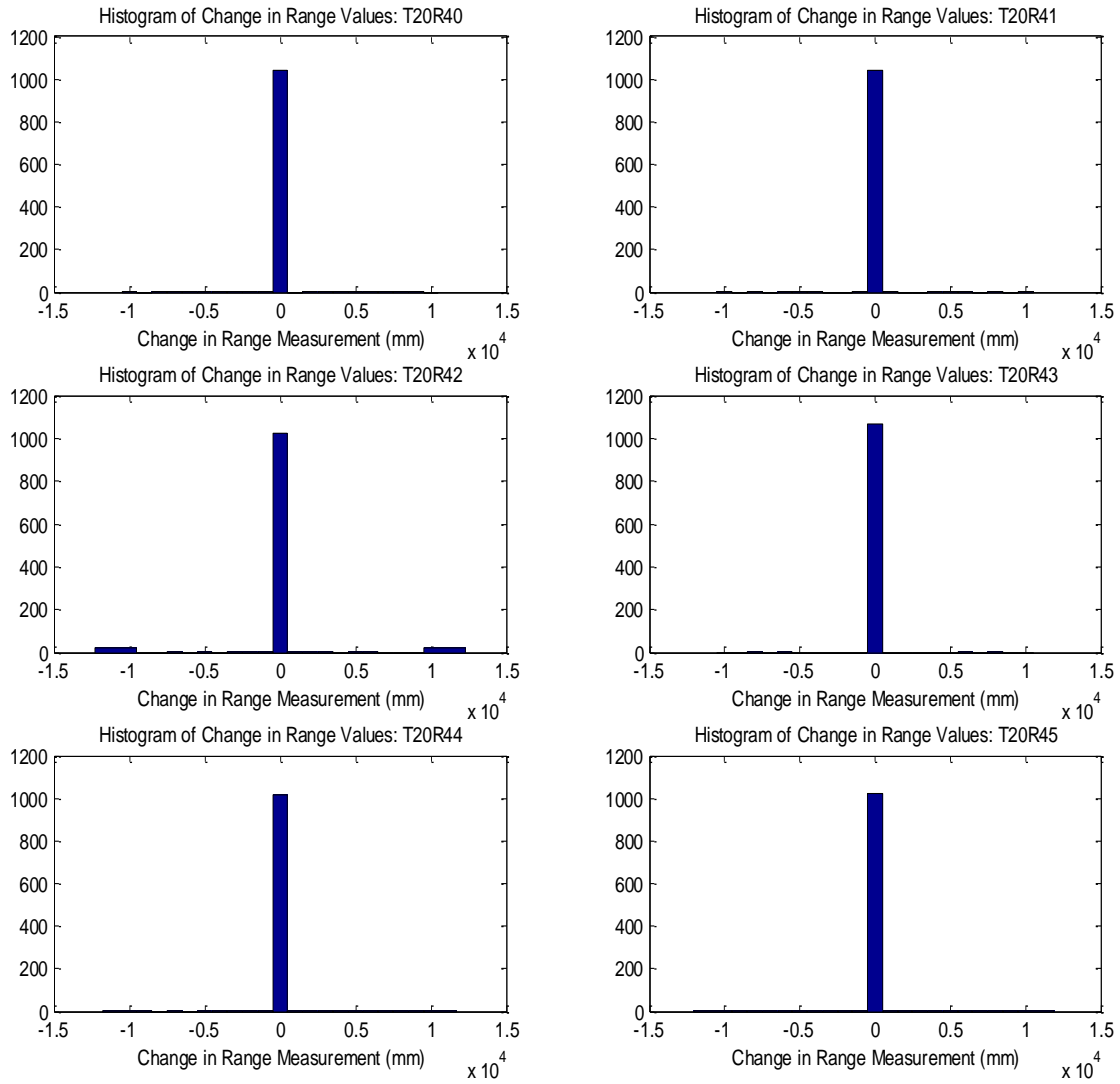 Histogram of Change in Range Values: T20R40
1200
1000
800
600
400
200
0
-1.5 -1 -0.5 0 0.5 1 1.5
Change in Range Measurement (mm)
x 10^4
Histogram of Change in Range Values: T20R41
1200
1000
800
600
400
200
0
-1.5 -1 -0.5 0 0.5 1 1.5
Change in Range Measurement (mm)
x 10^4
Histogram of Change in Range Values: T20R42
1200
1000
800
600
400
200
0
-1.5 -1 -0.5 0 0.5 1 1.5
Change in Range Measurement (mm)
x 10^4
Histogram of Change in Range Values: T20R43
1200
1000
800
600
400
200
0
-1.5 -1 -0.5 0 0.5 1 1.5
Change in Range Measurement (mm)
x 10^4
Histogram of Change in Range Values: T20R44
1200
1000
800
600
400
200
0
-1.5 -1 -0.5 0 0.5 1 1.5
Change in Range Measurement (mm)
x 10^4
Histogram of Change in Range Values: T20R45
1200
1000
800
600
400
200
0
-1.5 -1 -0.5 0 0.5 1 1.5
Change in Range Measurement (mm)
x 10^4